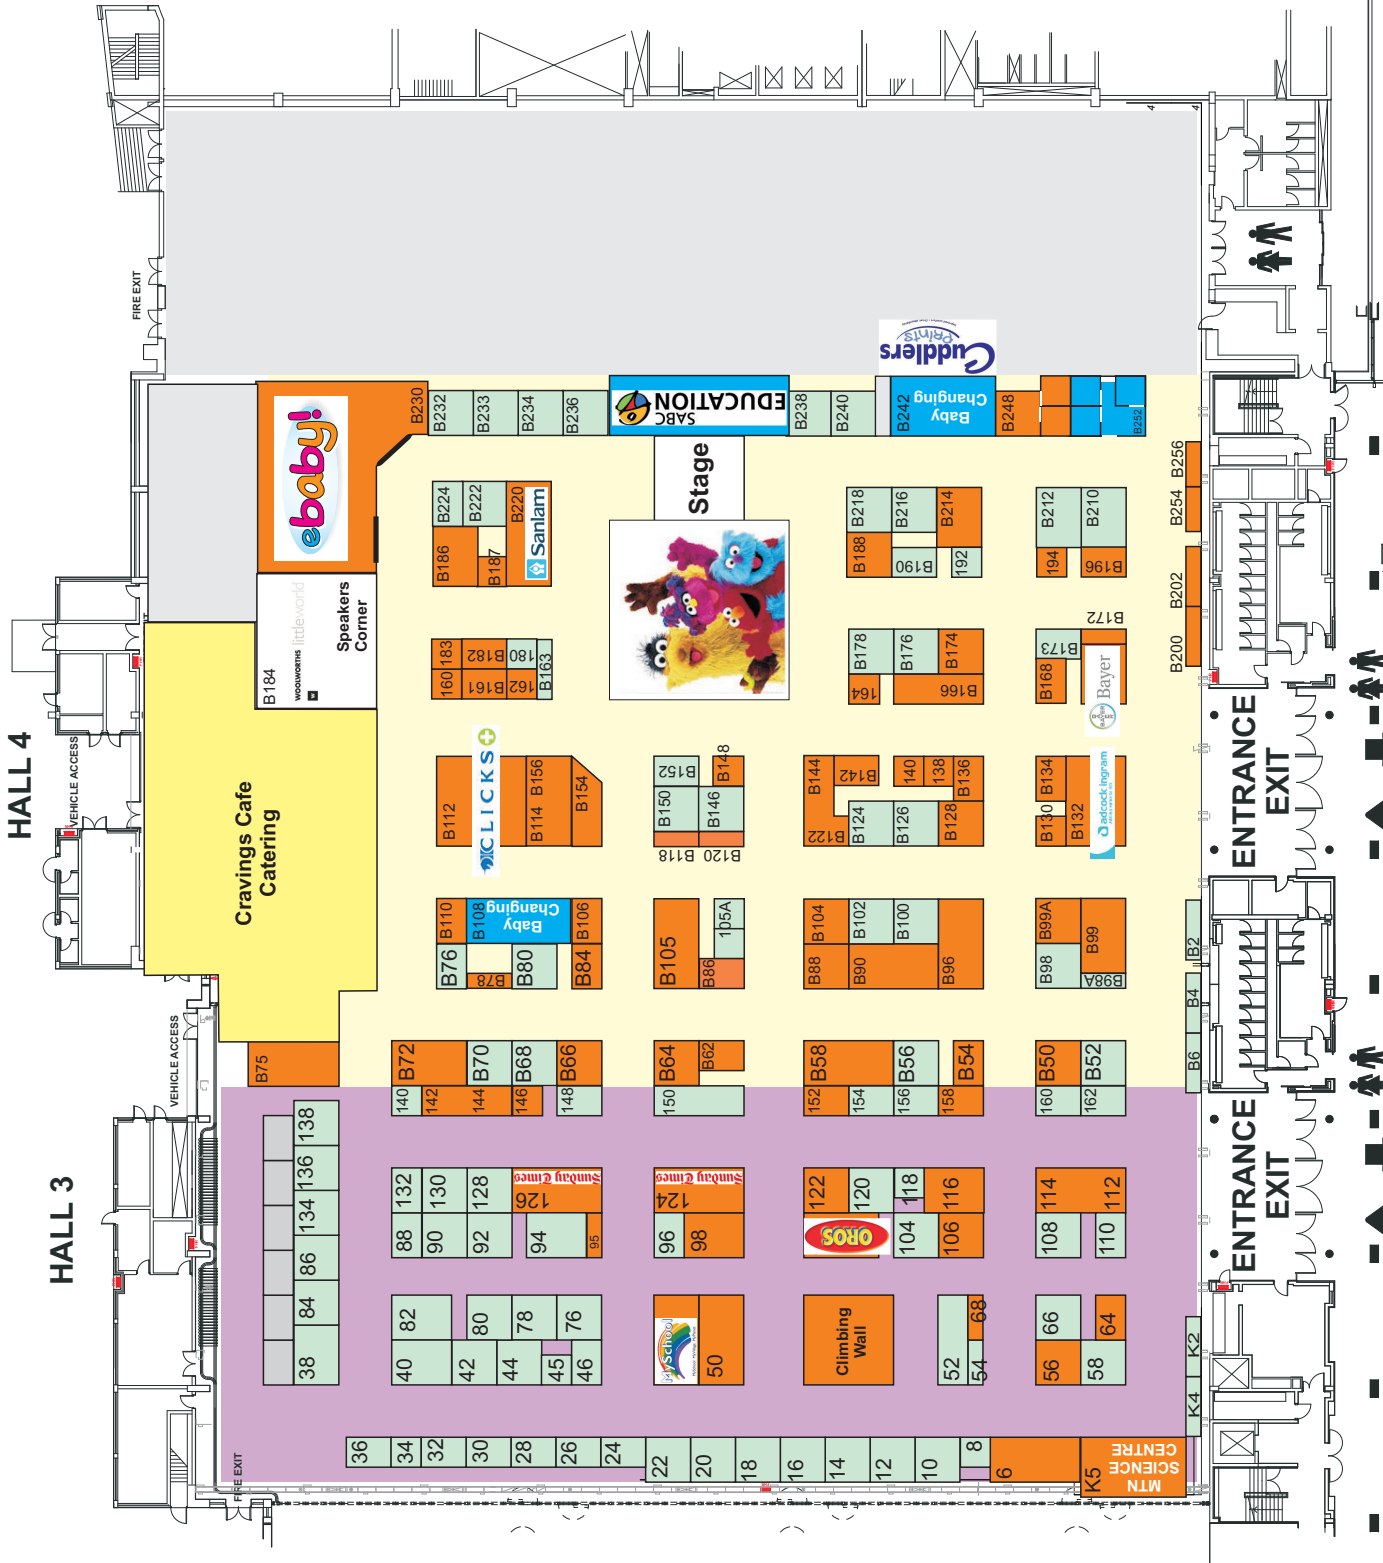 4
4
FIRE EXIT
Cuddlers
PRINTS
ebaby!
B230
B232
B233
B234
B236
SABC
EDUCATION
B238
B240
B242
Baby
Changing
B248
B252
Stage
B256
B254
B224
B222
B220
B186
B187
Sanlam
B218
B216
B214
B188
B190
192
B212
B210
194
B196
B202
B200
B184
WOOLWORTHS
W
littleworld
Speakers
Corner
183
B182
180
B163
160
B161
162
B178
B176
B174
164
B166
B173
B172
B168
Bayer
HALL 4
VEHICLE ACCESS
Cravings Cafe
Catering
CLICKS
B112
B156
B114
B154
B152
B148
B150
B146
B118
B120
B144
B142
140
138
B136
B122
B124
B126
B128
B134
B130
B132
adcock ingram
ENTRANCE
EXIT
B110
B108
Baby
Changing
B106
B76
B78
B80
B84
B105
105A
B86
B104
B102
B100
B88
B90
B96
B99A
B99
B98
B98A
B2
B4
B6
VEHICLE ACCESS
B75
B72
B70
B68
B66
B64
B62
B58
B56
B54
B50
B52
140
142
144
146
148
150
152
154
156
158
160
162
HALL 3
138
136
134
86
84
38
132
130
128
126
Sunday Times
124
Sunday Times
122
120
118
116
114
112
88
90
92
94
95
96
98
OROS
104
106
108
110
ENTRANCE
EXIT
82
80
78
76
40
42
44
45
46
MySchool
50
Climbing
Wall
52
54
68
66
64
56
58
K2
K4
36
34
32
30
28
26
24
22
20
18
16
14
12
10
8
6
K5
MTN
SCIENCE
CENTRE
FIRE EXIT